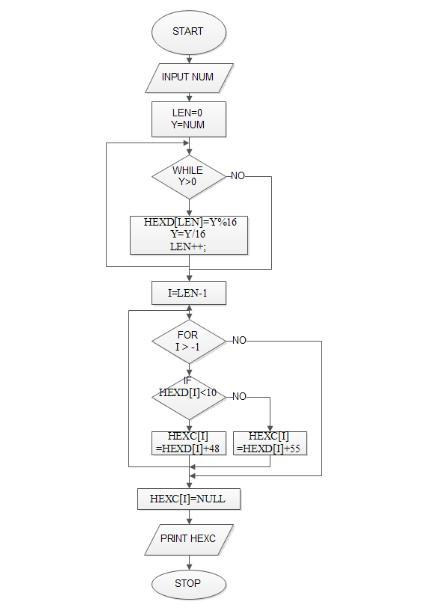 START
INPUT NUM
LEN=0
Y=NUM
WHILE
Y>0
NO
HEXD[LEN]=Y%16
Y=Y/16
LEN++;
I=LEN-1
FOR
I > -1
NO
IF
HEXD[I]<10
NO
HEXC[I]
=HEXD[I]+48
HEXC[I]
=HEXD[I]+55
HEXC[I]=NULL
PRINT HEXC
STOP